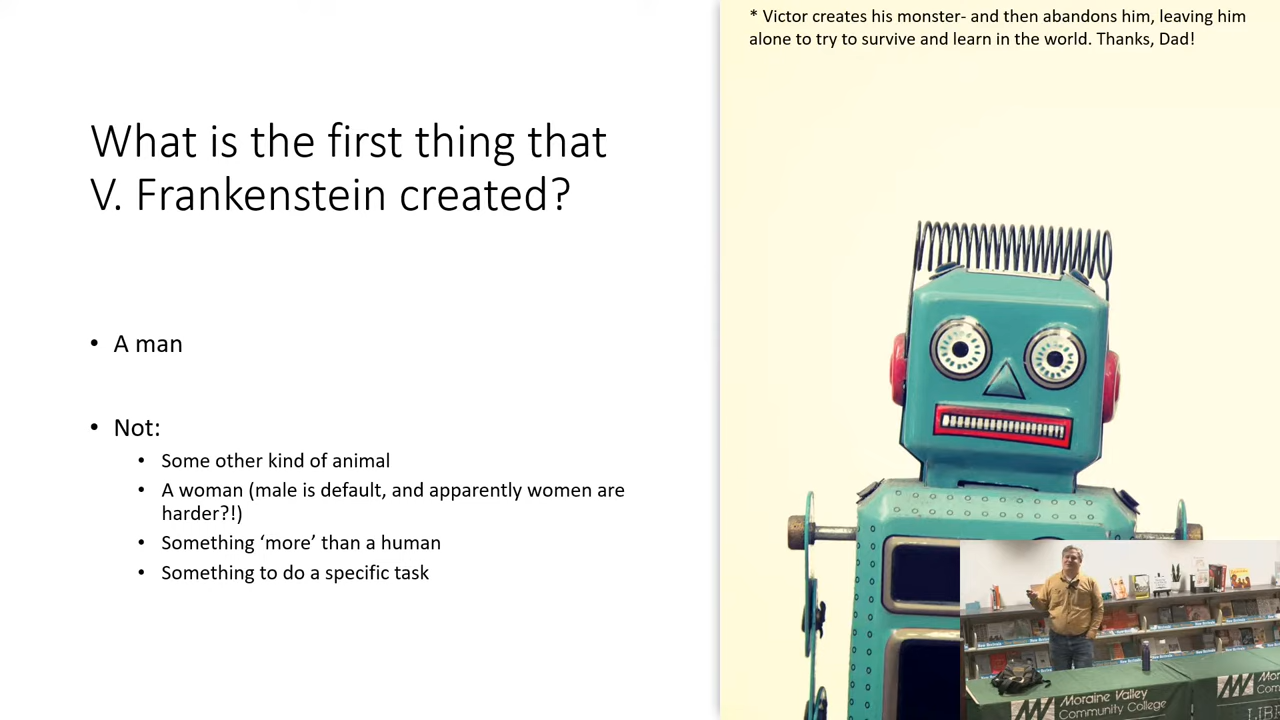 * Victor creates his monster- and then abandons him, leaving him
alone to try to survive and learn in the world. Thanks, Dad!
What is the first thing that
V. Frankenstein created?
• A man
• Not:
• Some other kind of animal
• A woman (male is default, and apparently women are
harder?!)
• Something ‘more’ than a human
• Something to do a specific task
Moraine Valley
Community College
Mor
Com
LIBR